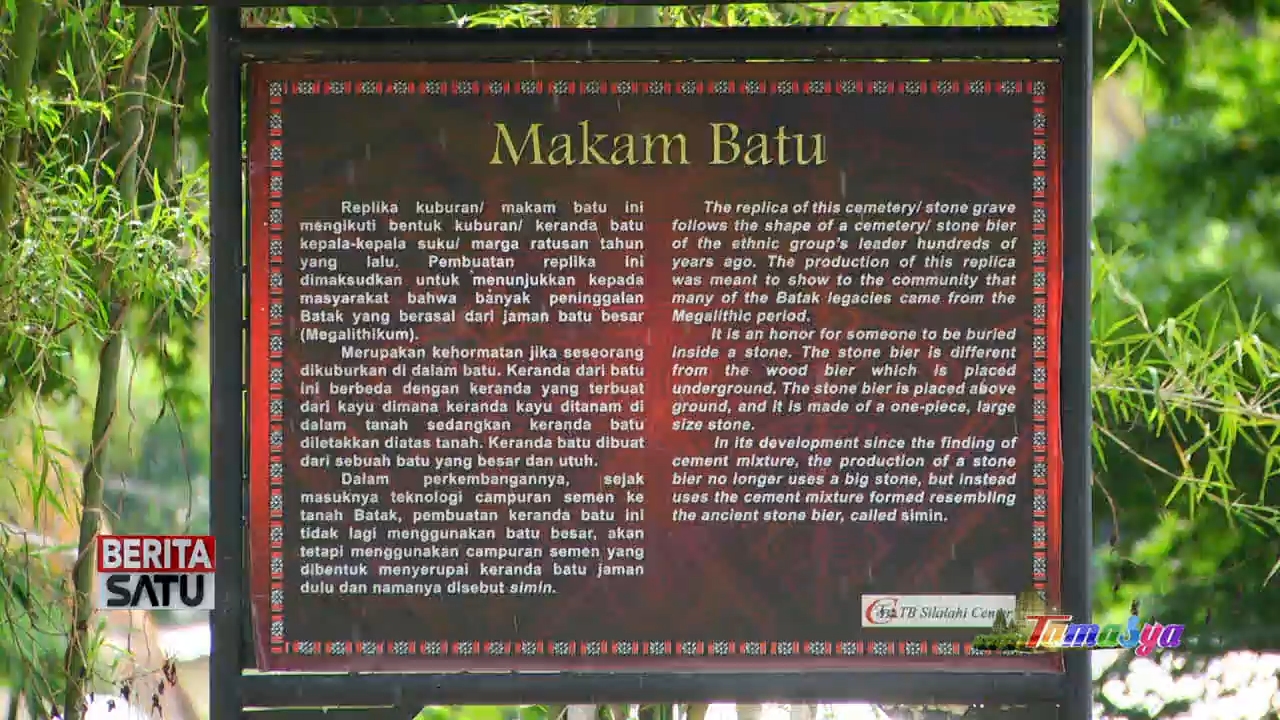 Makam Batu
Replika kuburan/ makam batu ini
mengikuti bentuk kuburan/ keranda batu
kepala-kepala suku/ marga ratusan tahun
yang lalu. Pembuatan replika ini
dimaksudkan untuk menunjukkan kepada
masyarakat bahwa banyak peninggalan
Batak yang berasal dari jaman batu besar
(Megalithikum).
Merupakan kehormatan jika seseorang
dikuburkan di dalam batu. Keranda dari batu
ini berbeda dengan keranda yang terbuat
dari kayu dimana keranda kayu ditanam di
dalam tanah sedangkan keranda batu
diletakkan diatas tanah. Keranda batu dibuat
dari sebuah batu yang besar dan utuh.
Dalam perkembangannya, sejak
masuknya teknologi campuran semen ke
tanah Batak, pembuatan keranda batu ini
tidak lagi menggunakan batu besar, akan
tetapi menggunakan campuran semen yang
dibentuk menyerupai keranda batu jaman
dulu dan namanya disebut simin.
The replica of this cemetery/ stone grave
follows the shape of a cemetery/ stone bier
of the ethnic group's leader hundreds of
years ago. The production of this replica
was meant to show to the community that
many of the Batak legacies came from the
Megalithic period.
It is an honor for someone to be buried
inside a stone. The stone bier is different
from the wood bier which is placed
underground. The stone bier is placed above
ground, and it is made of a one-piece, large
size stone.
In its development since the finding of
cement mixture, the production of a stone
bier no longer uses a big stone, but instead
uses the cement mixture formed resembling
the ancient stone bier, called simin.
BERITA
SATU
TB Silalahi Center
Tamasya